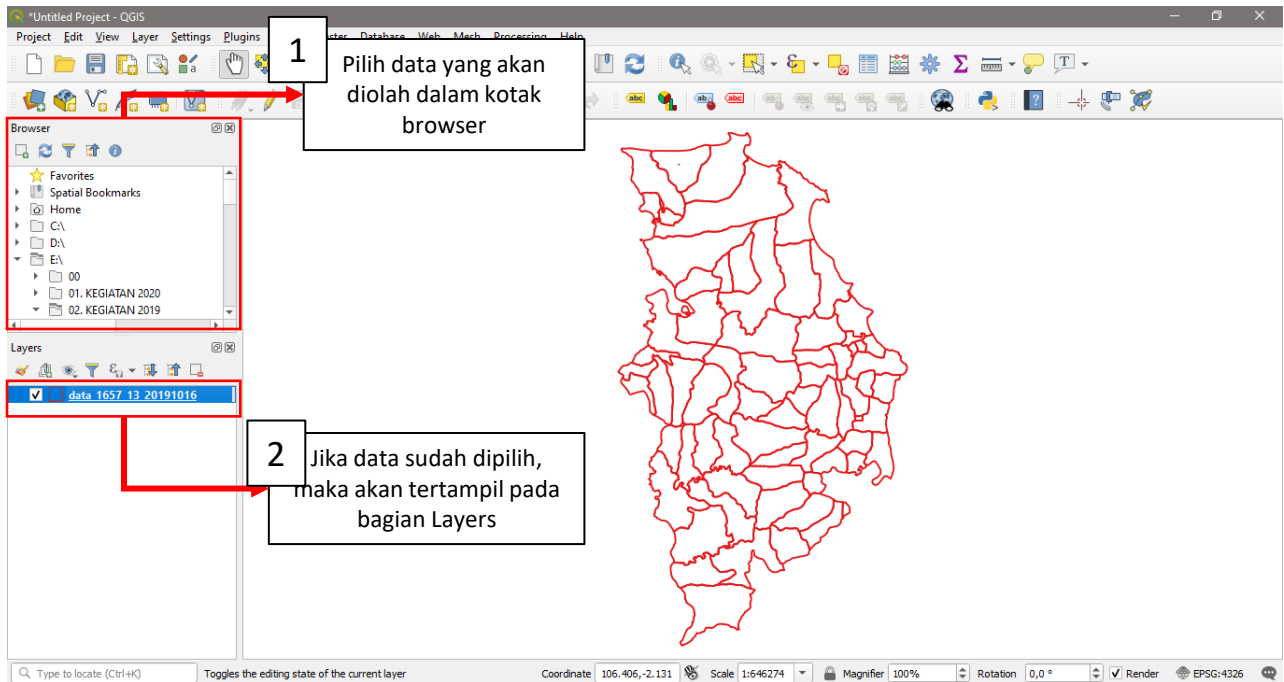 *Untitled Project - QGIS
Project Edit View Layer Settings Plugins Database Web Mesh Processing Help
1
Pilih data yang akan
diolah dalam kotak
browser
Browser
Favorites
Spatial Bookmarks
Home
C:\
D:\
E:\
00
01. KEGIATAN 2020
02. KEGIATAN 2019
Layers
data_1657_13_20191016
2
Jika data sudah dipilih,
maka akan tertampil pada
bagian Layers
Type to locate (Ctrl+K) Toggles the editing state of the current layer Coordinate 106.406,-2.131 Scale 1:646274 Magnifier 100% Rotation 0,0 ° Render EPSG:4326